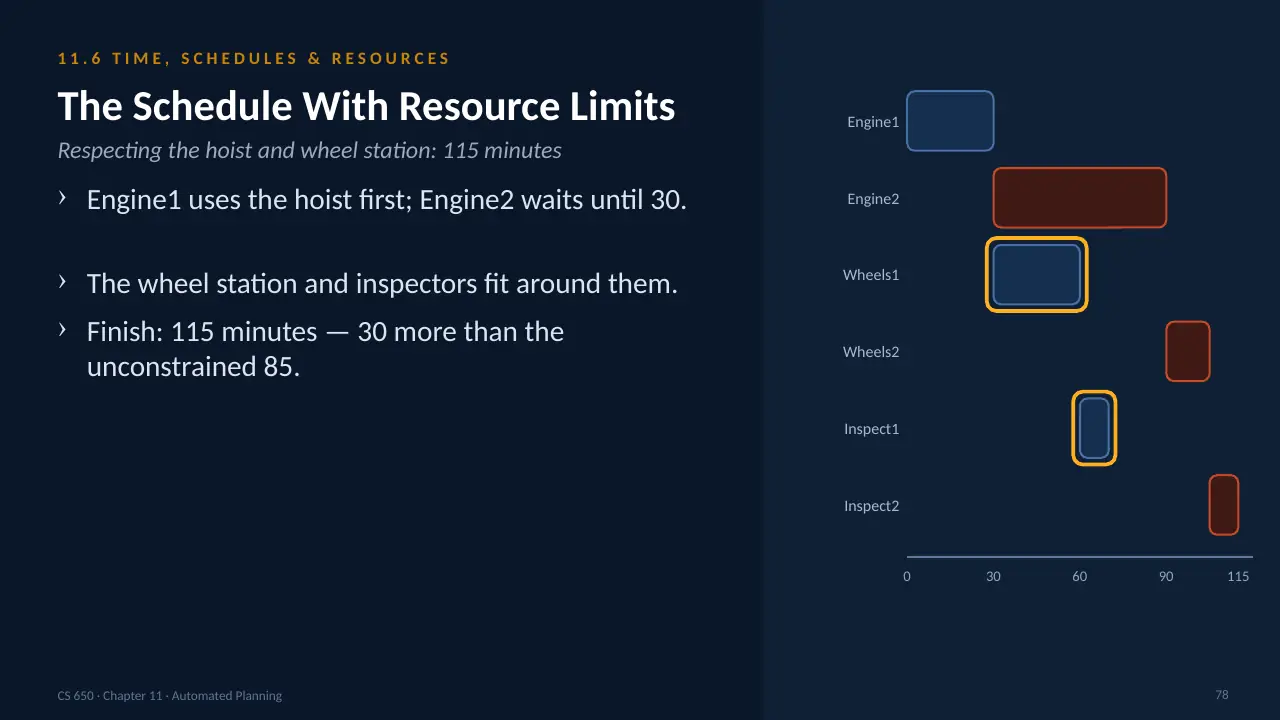 11.6 TIME, SCHEDULES & RESOURCES
The Schedule With Resource Limits
Respecting the hoist and wheel station: 115 minutes
› Engine1 uses the hoist first; Engine2 waits until 30.
› The wheel station and inspectors fit around them.
› Finish: 115 minutes — 30 more than the
unconstrained 85.
Engine1
Engine2
Wheels1
Wheels2
Inspect1
Inspect2
0 30 60 90 115
CS 650 · Chapter 11 · Automated Planning
78